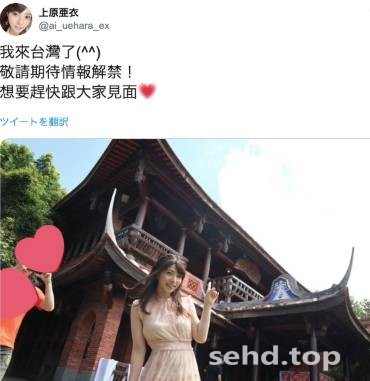 上原亜衣
@ai_uehara_ex
我來台灣了(^^)
敬請期待情報解禁！
想要趕快跟大家見面❤
ツイートを翻訳
sehd.top